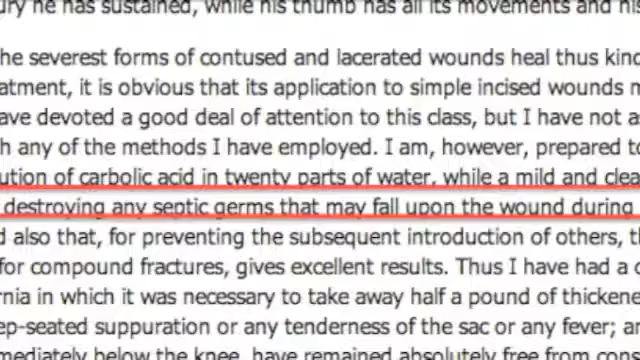 ury he has sustained, while his thumb has all its movements and his
he severest forms of contused and lacerated wounds heal thus kind
atment, it is obvious that its application to simple incised wounds m
ave devoted a good deal of attention to this class, but I have not as
h any of the methods I have employed. I am, however, prepared to
ution of carbolic acid in twenty parts of water, while a mild and clea
destroying any septic germs that may fall upon the wound during
d also that, for preventing the subsequent introduction of others, th
for compound fractures, gives excellent results. Thus I have had a c
rnia in which it was necessary to take away half a pound of thickene
ep-seated suppuration or any tenderness of the sac or any fever; an
mediately below the knee, have remained absolutely free from cons